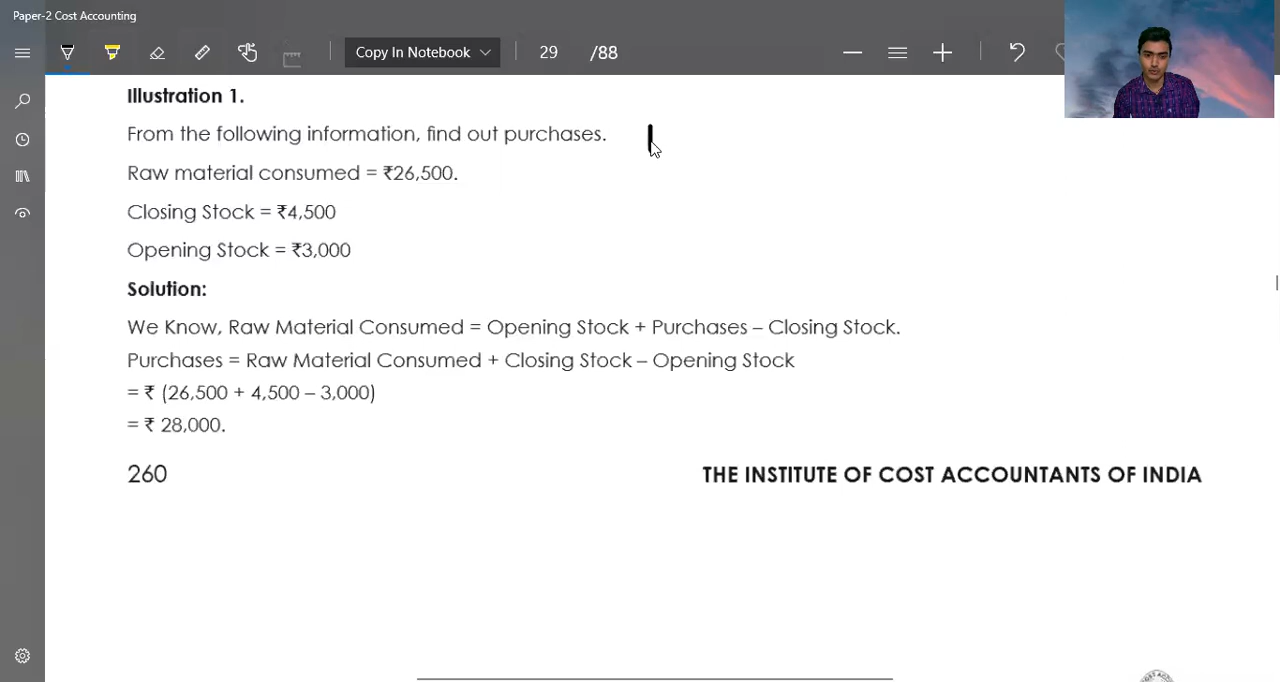 Paper-2 Cost Accounting
Copy In Notebook
29 /88
Illustration 1.
From the following information, find out purchases.
Raw material consumed = ₹26,500.
Closing Stock = ₹4,500
Opening Stock = ₹3,000
Solution:
We Know, Raw Material Consumed = Opening Stock + Purchases – Closing Stock.
Purchases = Raw Material Consumed + Closing Stock – Opening Stock
= ₹ (26,500 + 4,500 – 3,000)
= ₹ 28,000.
260 THE INSTITUTE OF COST ACCOUNTANTS OF INDIA